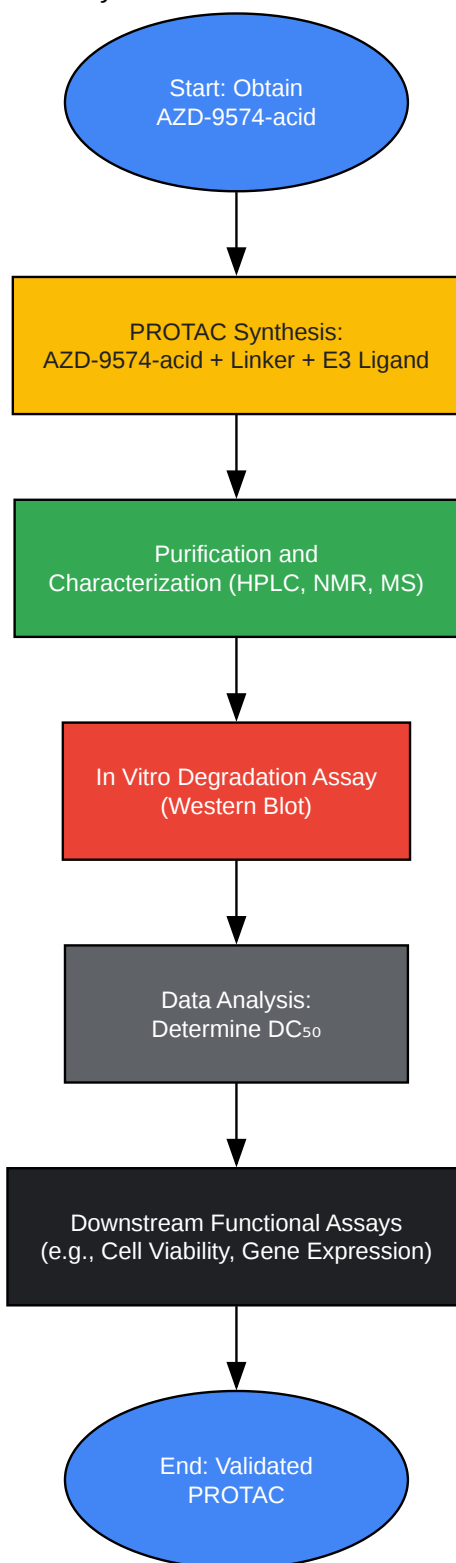 Start: Obtain
AZD-9574-acid
PROTAC Synthesis:
AZD-9574-acid + Linker + E3 Ligand
Purification and
Characterization (HPLC, NMR, MS)
In Vitro Degradation Assay
(Western Blot)
Data Analysis:
Determine DC₅₀
Downstream Functional Assays
(e.g., Cell Viability, Gene Expression)
End: Validated
PROTAC